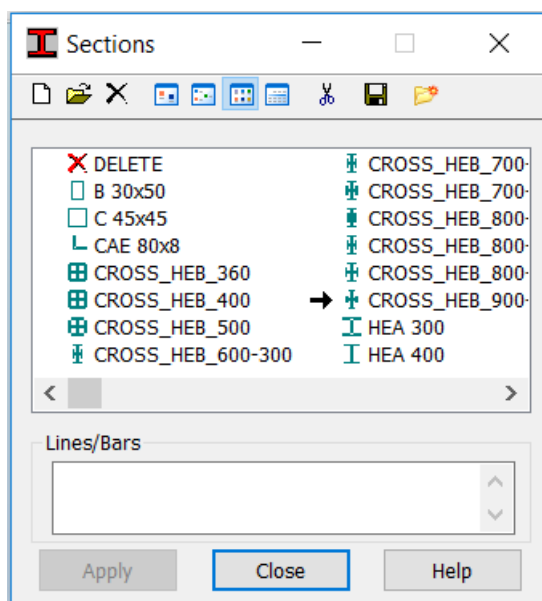 Sections
DELETE
B 30x50
C 45x45
CAE 80x8
CROSS_HEB_360
CROSS_HEB_400
CROSS_HEB_500
CROSS_HEB_600-300
CROSS_HEB_700-
CROSS_HEB_700-
CROSS_HEB_800-
CROSS_HEB_800-
CROSS_HEB_800-
CROSS_HEB_900-
HEA 300
HEA 400
Lines/Bars
Apply
Close
Help